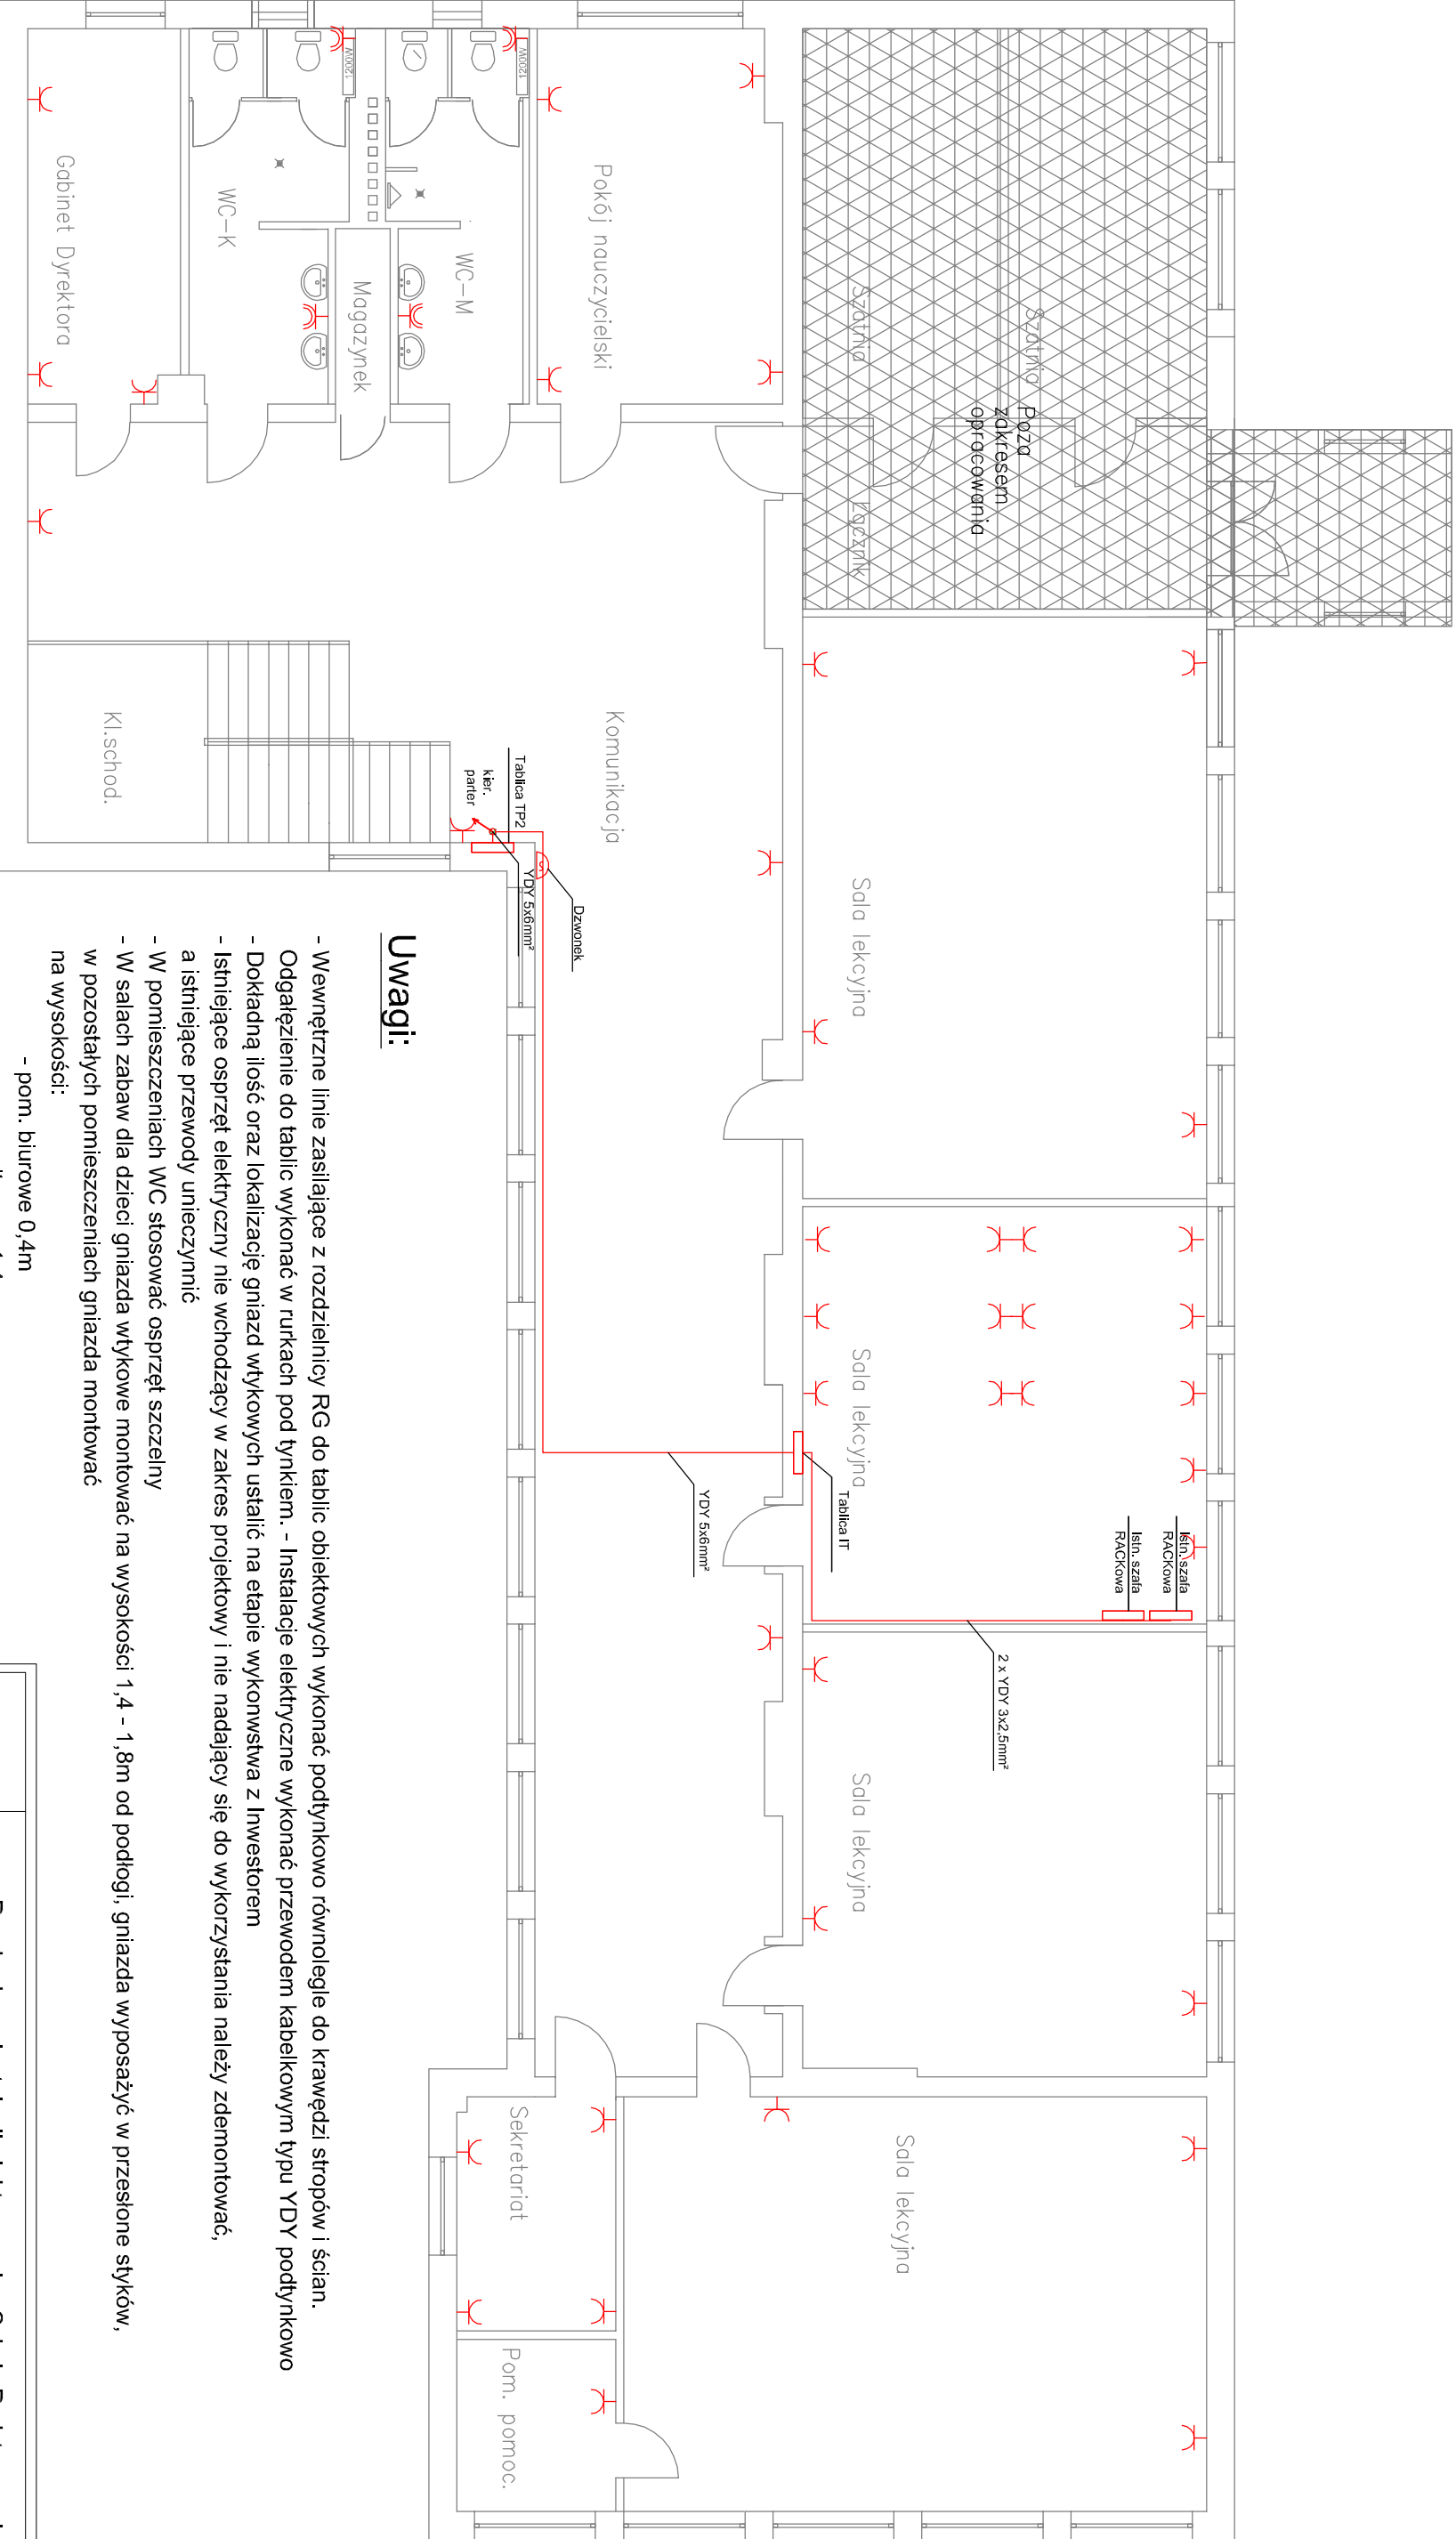 Szatnia
Poza
zakresem
opracowania
Szatnia
Łącznik
Pokój nauczycielski
1200W
1200W
WC-M
Magazynek
WC-K
Gabinet Dyrektora
Komunikacja
Kl.schod.
Tablica TP2
kier.
parter
YDY 5x6mm²
Dzwonek
Sala lekcyjna
Sala lekcyjna
Tablica IT
YDY 5x6mm²
Istn. szafa
RACKowa
Istn. szafa
RACKowa
2 x YDY 3x2,5mm²
Sala lekcyjna
Sala lekcyjna
Sekretariat
Pom. pomoc.
Uwagi:
- Wewnętrzne linie zasilające z rozdzielnicy RG do tablic obiektowych wykonać podtynkowo równolegle do krawędzi stropów i ścian.
Odgałęzienie do tablic wykonać w rurkach pod tynkiem. - Instalacje elektryczne wykonać przewodem kabelkowym typu YDY podtynkowo
- Dokładną ilość oraz lokalizację gniazd wtykowych ustalić na etapie wykonwstwa z Inwestorem
- Istniejące osprzęt elektryczny nie wchodzący w zakres projektowy i nie nadający się do wykorzystania należy zdemontować,
a istniejące przewody unieczynnić
- W pomieszczeniach WC stosować osprzęt szczelny
- W salach zabaw dla dzieci gniazda wtykowe montować na wysokości 1,4 - 1,8m od podłogi, gniazda wyposażyć w przesłone styków,
w pozostałych pomieszczeniach gniazda montować
na wysokości:
- pom. biurowe 0,4m